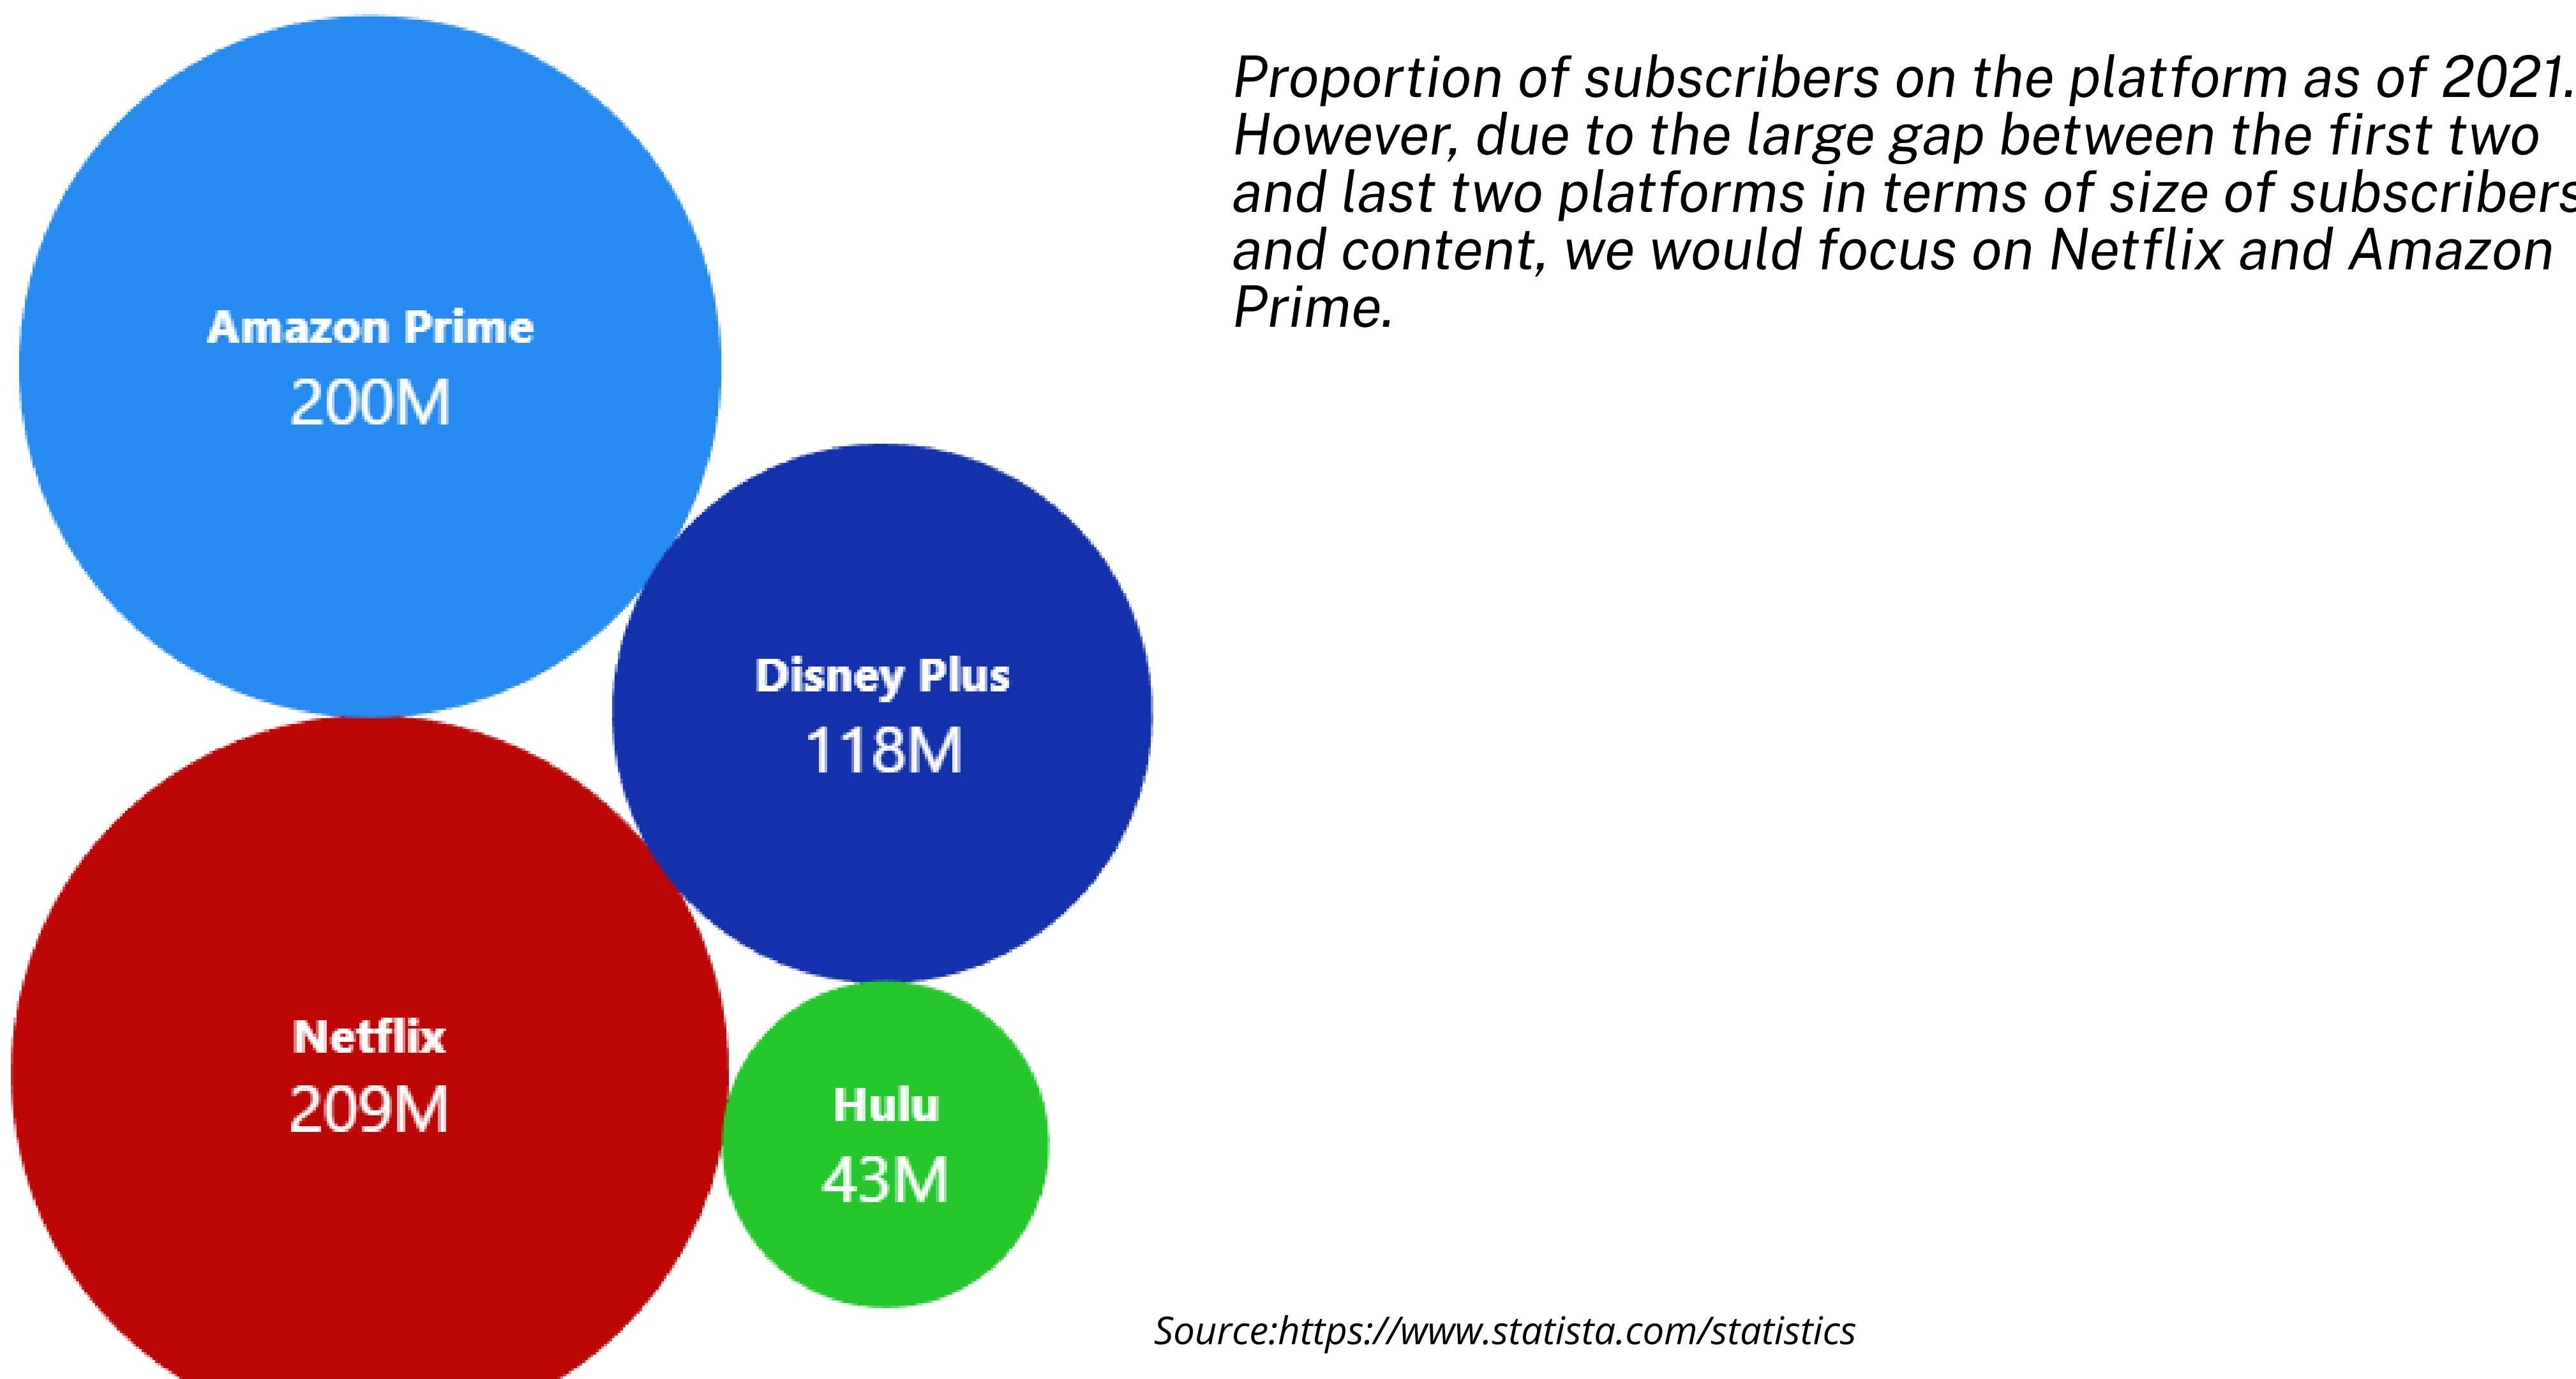 Proportion of subscribers on the platform as of 2021.
However, due to the large gap between the first two
and last two platforms in terms of size of subscribers
and content, we would focus on Netflix and Amazon
Prime.
Amazon Prime
200M
Disney Plus
118M
Netflix
209M
Hulu
43M
Source:https://www.statista.com/statistics